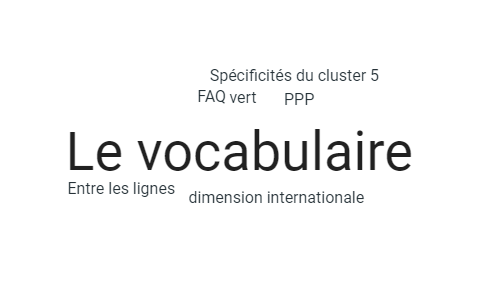 Spécificités du cluster 5
FAQ vert
PPP
Le vocabulaire
Entre les lignes
dimension internationale